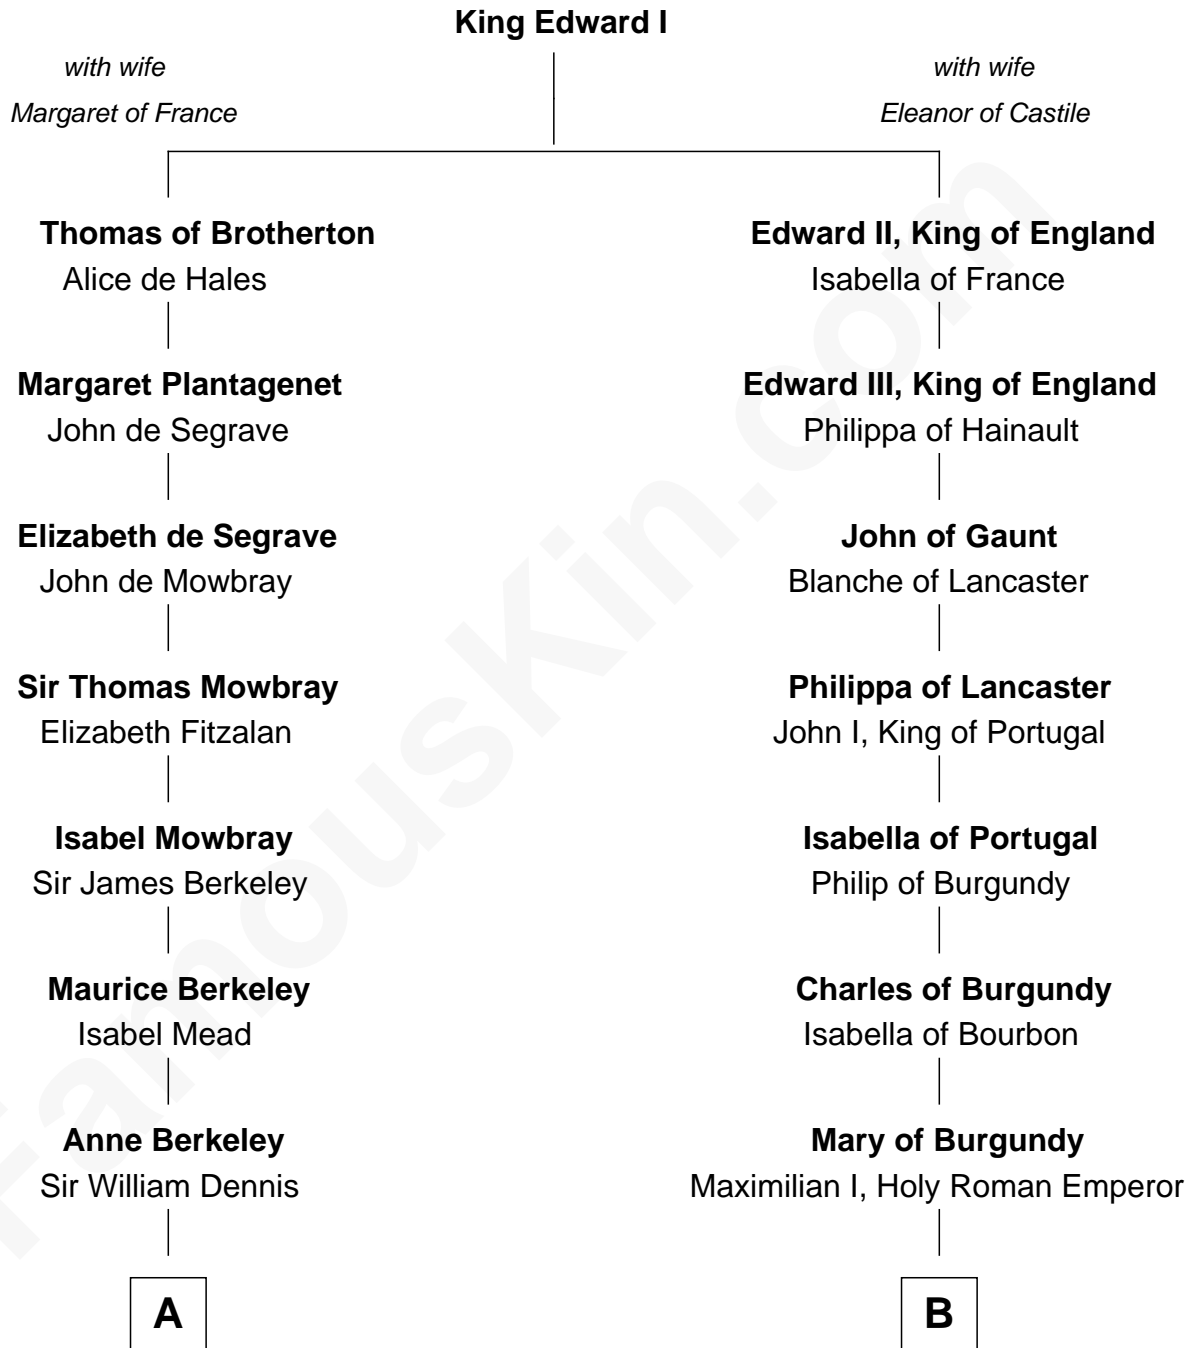 King Edward I
with wife
Margaret of France
with wife
Eleanor of Castile
Thomas of Brotherton
Alice de Hales
Edward II, King of England
Isabella of France
Margaret Plantagenet
John de Segrave
Edward III, King of England
Philippa of Hainault
Elizabeth de Segrave
John de Mowbray
John of Gaunt
Blanche of Lancaster
Sir Thomas Mowbray
Elizabeth Fitzalan
Philippa of Lancaster
John I, King of Portugal
Isabel Mowbray
Sir James Berkeley
Isabella of Portugal
Philip of Burgundy
Maurice Berkeley
Isabel Mead
Charles of Burgundy
Isabella of Bourbon
Anne Berkeley
Sir William Dennis
Mary of Burgundy
Maximilian I, Holy Roman Emperor
A
B
FamousKin.com